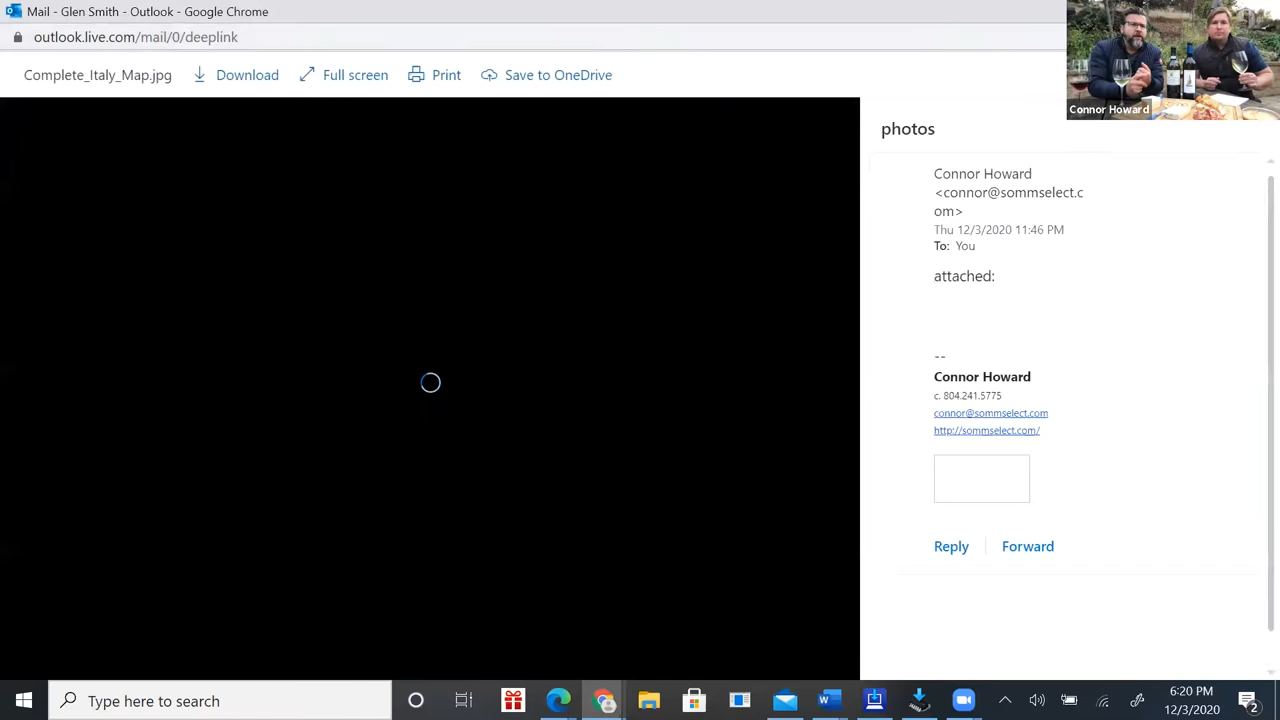 Mail - Glen Smith - Outlook - Google Chrome
outlook.live.com/mail/0/deeplink
Complete_Italy_Map.jpg Download Full screen Print Save to OneDrive
Connor Howard
photos
Connor Howard
<connor@sommselect.c
om>
Thu 12/3/2020 11:46 PM
To: You
attached:
--
Connor Howard
c. 804.241.5775
connor@sommselect.com
http://sommselect.com/
Reply Forward
Type here to search
6:20 PM
12/3/2020
2